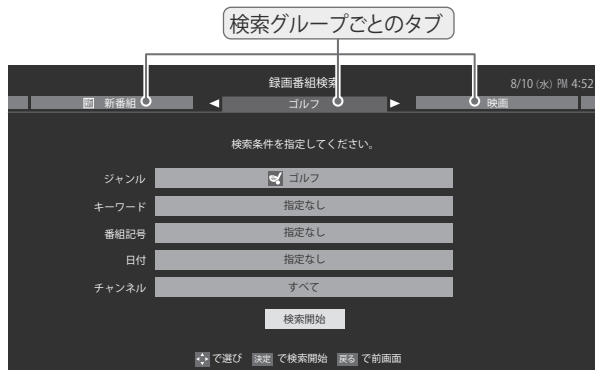 検索グループごとのタブ
録画番組検索
8/10 (水) PM 4:52
新 新番組 ◀ ゴルフ ▶ 映画
検索条件を指定してください。
ジャンル ゴルフ
キーワード 指定なし
番組記号 指定なし
日付 指定なし
チャンネル すべて
検索開始
で選び 決定 で検索開始 戻る で前画面